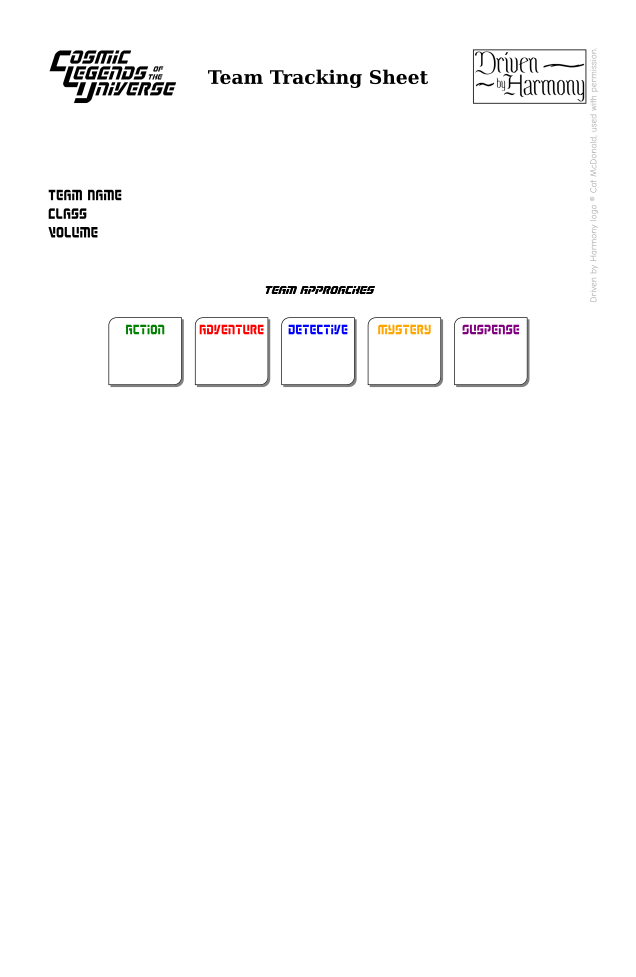 COSMIC
LEGENDS OF
THE
UNIVERSE
Team Tracking Sheet
Driven
by Harmony
Driven by Harmony logo ® Cat McDonald, used with permission.
TEAM NAME
CLASS
VOLUME
TEAM APPROACHES
ACTION
ADVENTURE
DETECTIVE
MYSTERY
SUSPENSE